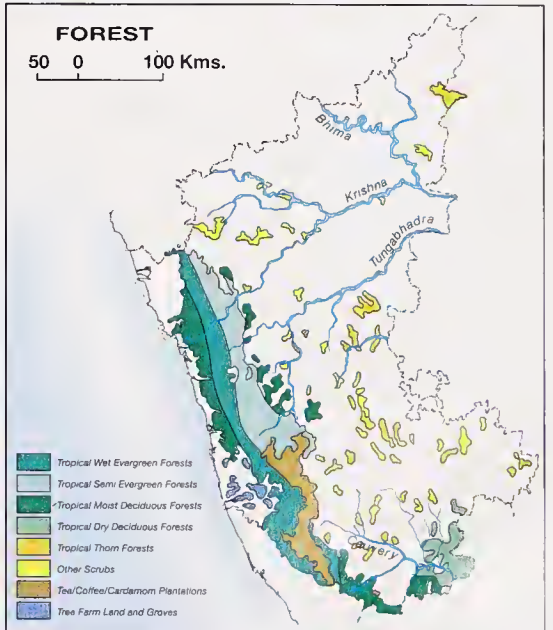 FOREST
50 0 100 Kms.
Bhima
Krishna
Tungabhadra
Cauvery
Tropical Wet Evergreen Forests
Tropical Semi Evergreen Forests
Tropical Moist Deciduous Forests
Tropical Dry Deciduous Forests
Tropical Thorn Forests
Other Scrubs
Tea/Coffee/Cardamom Plantations
Tree Farm Land and Groves